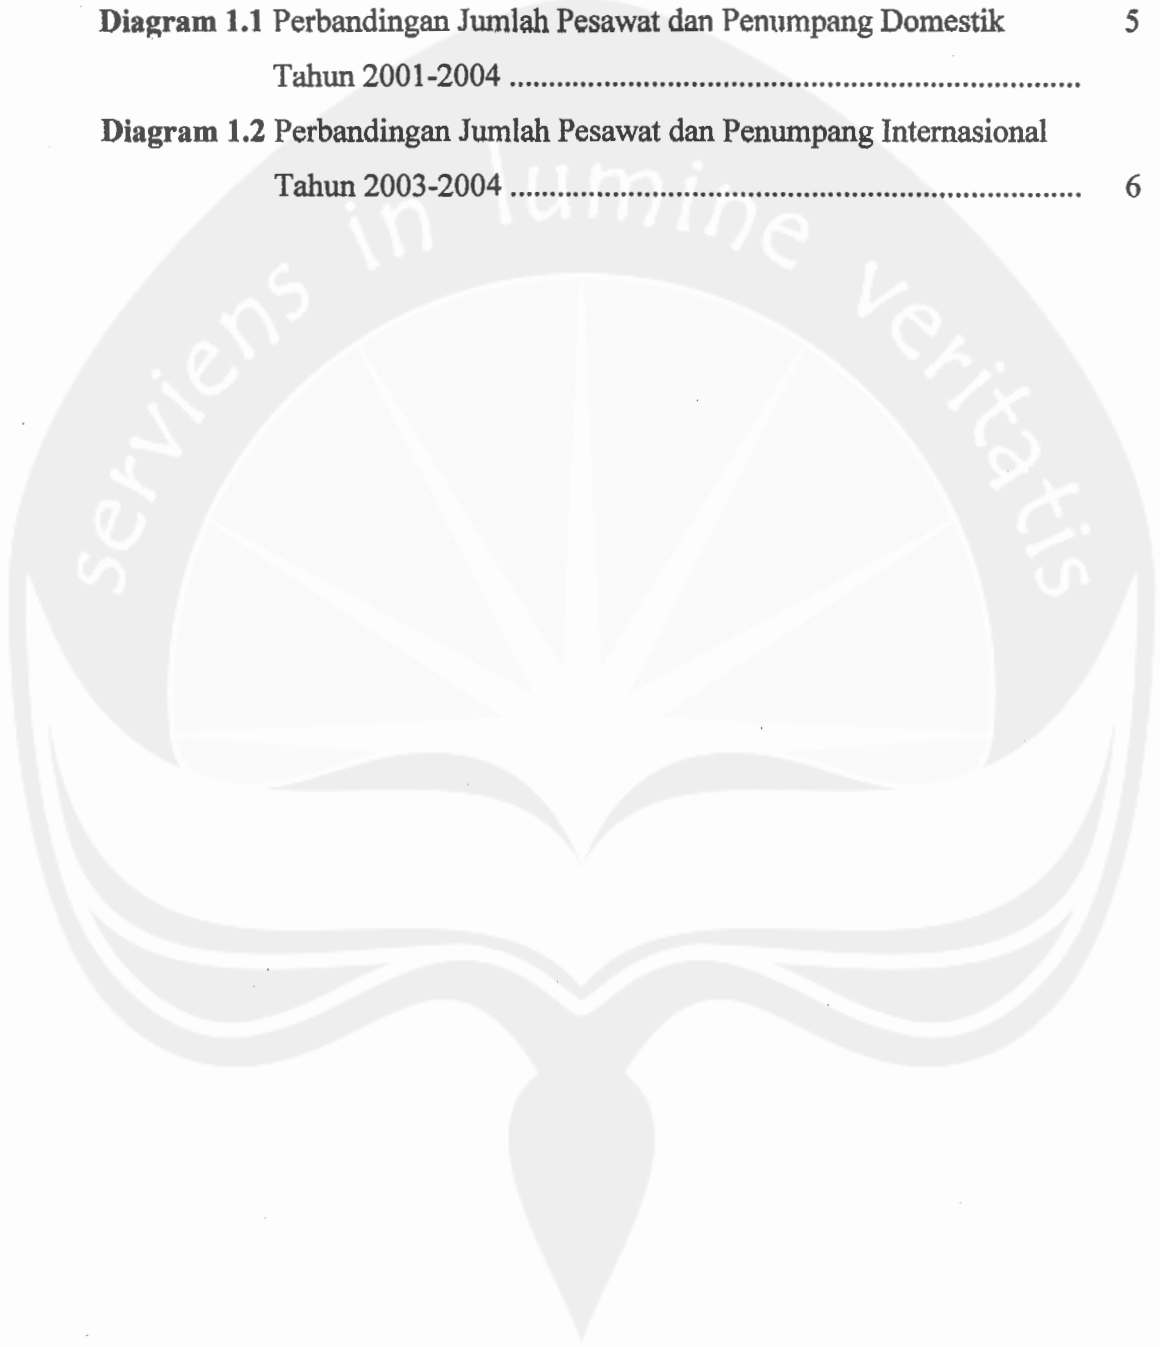 Diagram 1.1 Perbandingan Jumlah Pesawat dan Penumpang Domestik 5
Tahun 2001-2004 ........................................................................
Diagram 1.2 Perbandingan Jumlah Pesawat dan Penumpang Internasional
Tahun 2003-2004 ........................................................................ 6
serviens in lumine veritatis